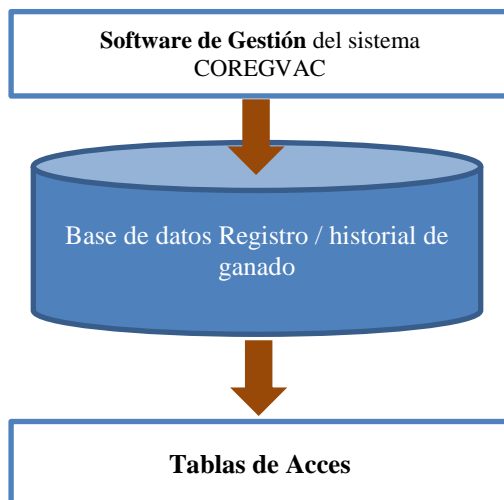 Software de Gestión del sistema
COREGVAC
Base de datos Registro / historial de
ganado
Tablas de Acces